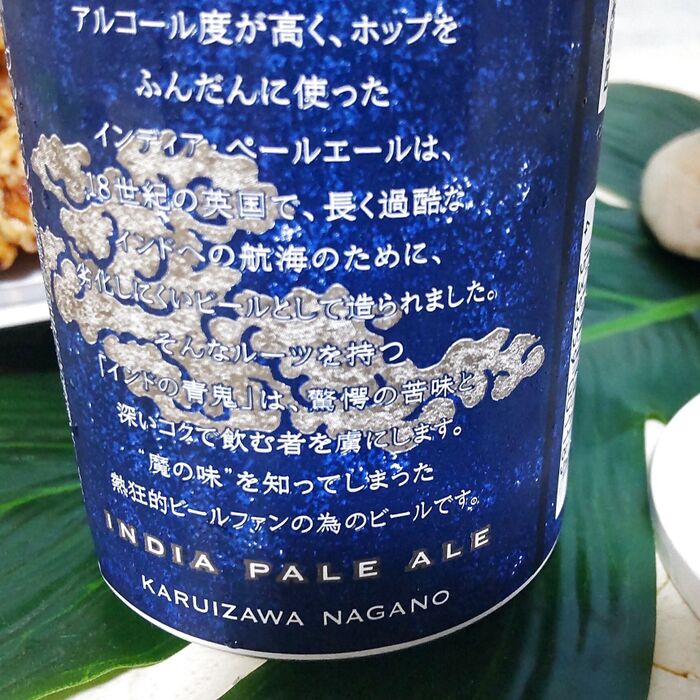 アルコール度が高く、ホップを
ふんだんに使った
インディア・ペールエールは、
18世紀の英国で、長く過酷な
インドへの航海のために、
劣化しにくいビールとして造られました。
そんなルーツを持つ
「インドの青鬼」は、驚愕の苦味と
深いコクで飲む者を虜にします。
“魔の味”を知ってしまった
熱狂的ビールファンの為のビールです。
INDIA PALE ALE
KARUIZAWA NAGANO